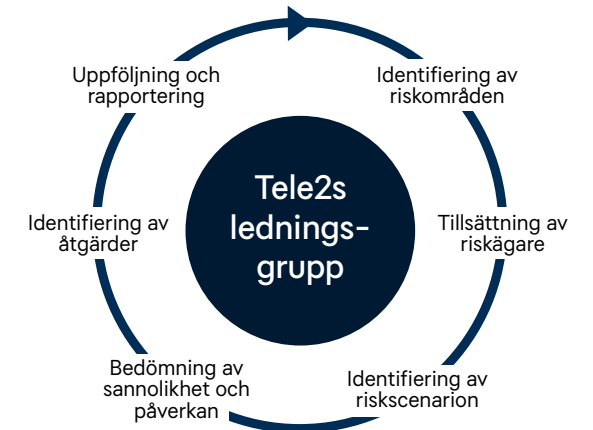 Uppföljning och
rapportering
Identifiering av
riskområden
Tele2s
lednings-
grupp
Identifiering av
åtgärder
Tillsättning av
riskägare
Bedömning av
sannolikhet och
påverkan
Identifiering av
riskscenarion